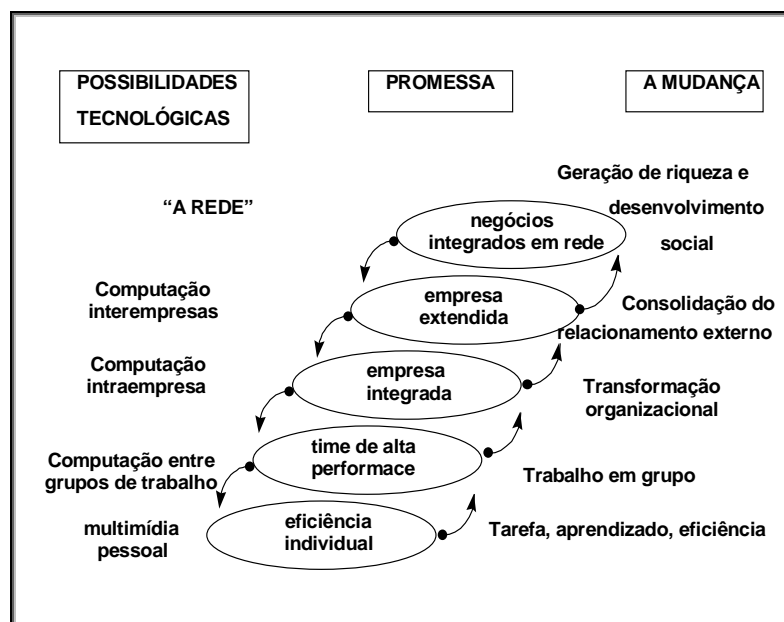 POSSIBILIDADES
TECNOLÓGICAS
PROMESSA
A MUDANÇA
“A REDE”
negócios
integrados em rede
Geração de riqueza e
desenvolvimento
social
Computação
interempresas
empresa
extendida
Consolidação do
relacionamento externo
Computação
intraempresa
empresa
integrada
Transformação
organizacional
Computação entre
grupos de trabalho
time de alta
performace
Trabalho em grupo
multimídia
pessoal
eficiência
individual
Tarefa, aprendizado, eficiência